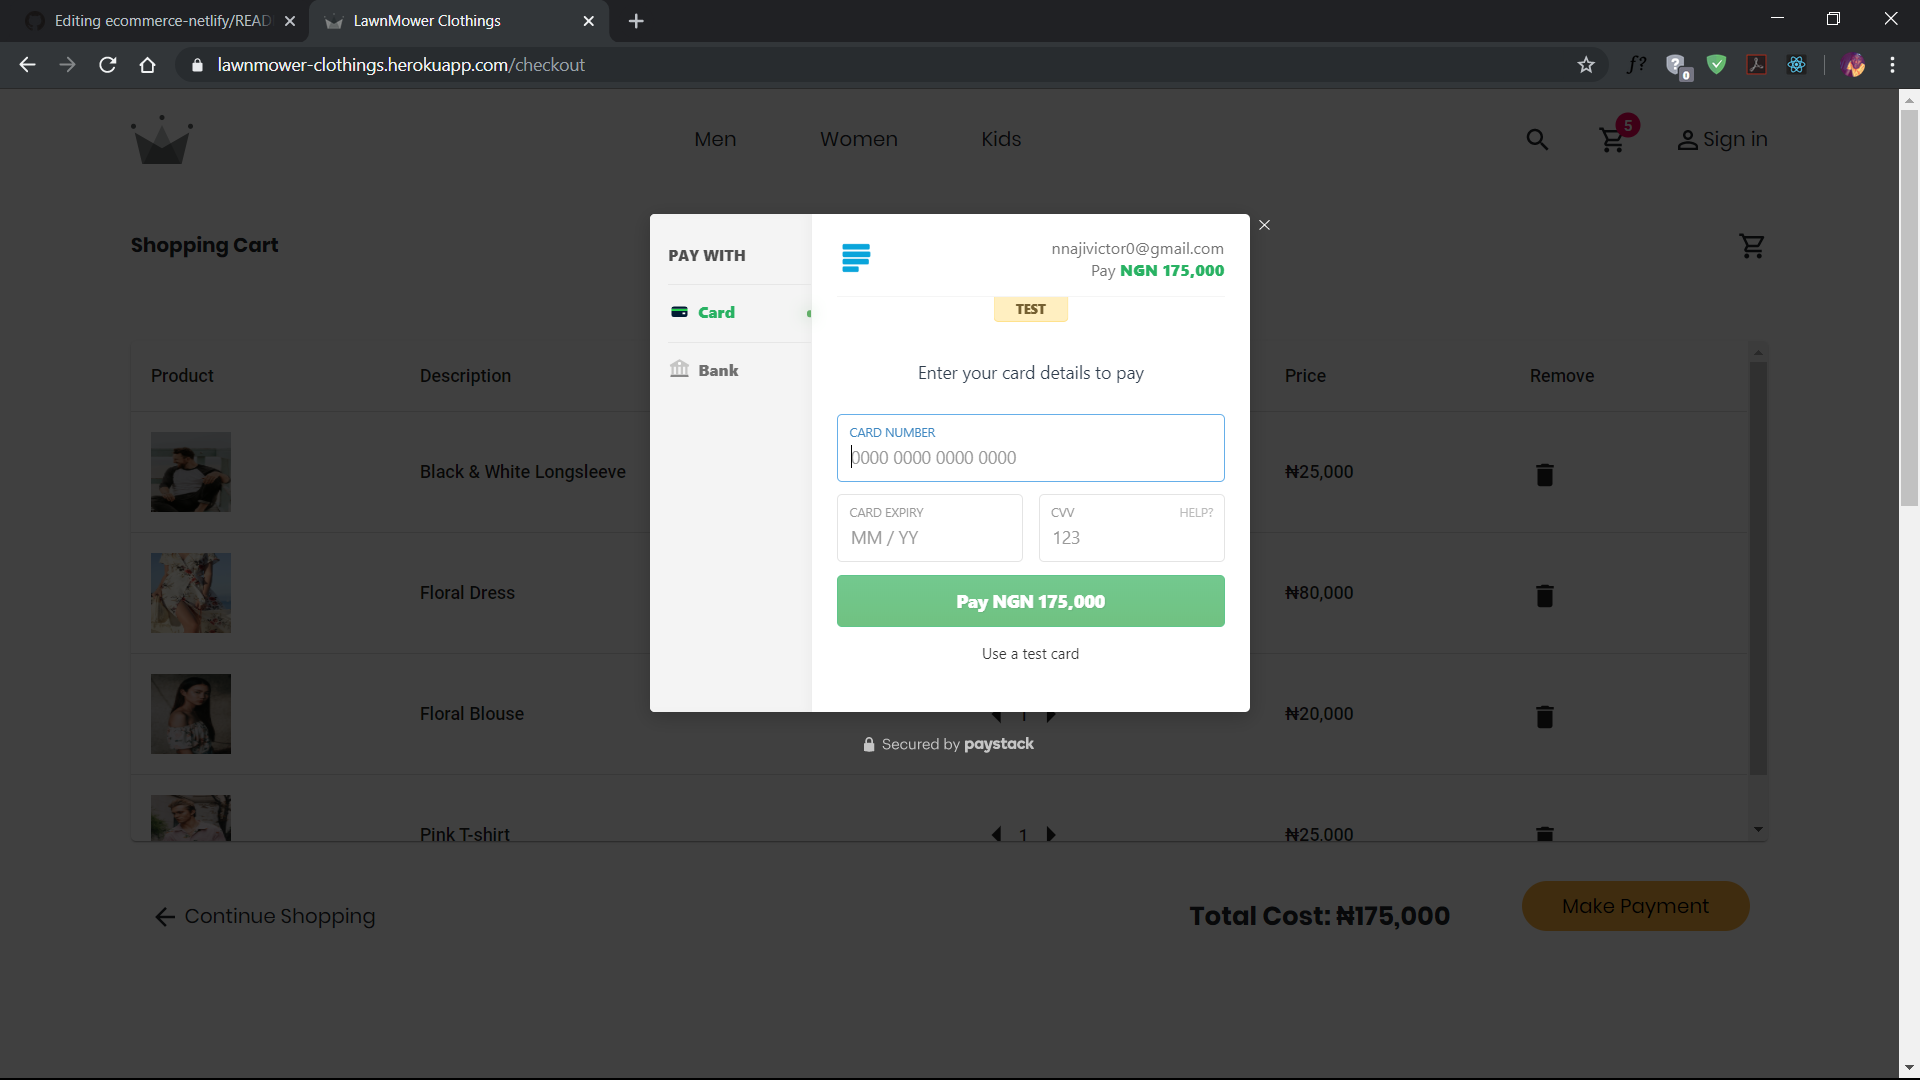 Editing ecommerce-netlify/READ
LawnMower Clothings
lawnmower-clothings.herokuapp.com/checkout
f?
0
Men
Women
Kids
5
Sign in
Shopping Cart
PAY WITH
Card
Bank
nnajivictor0@gmail.com
Pay NGN 175,000
TEST
Enter your card details to pay
CARD NUMBER
0000 0000 0000 0000
CARD EXPIRY
MM / YY
CVV
HELP?
123
Pay NGN 175,000
Use a test card
Secured by paystack
Product
Description
Price
Remove
Black & White Longsleeve
₦25,000
Floral Dress
₦80,000
Floral Blouse
1
₦20,000
Pink T-shirt
1
₦25,000
Continue Shopping
Total Cost: ₦175,000
Make Payment